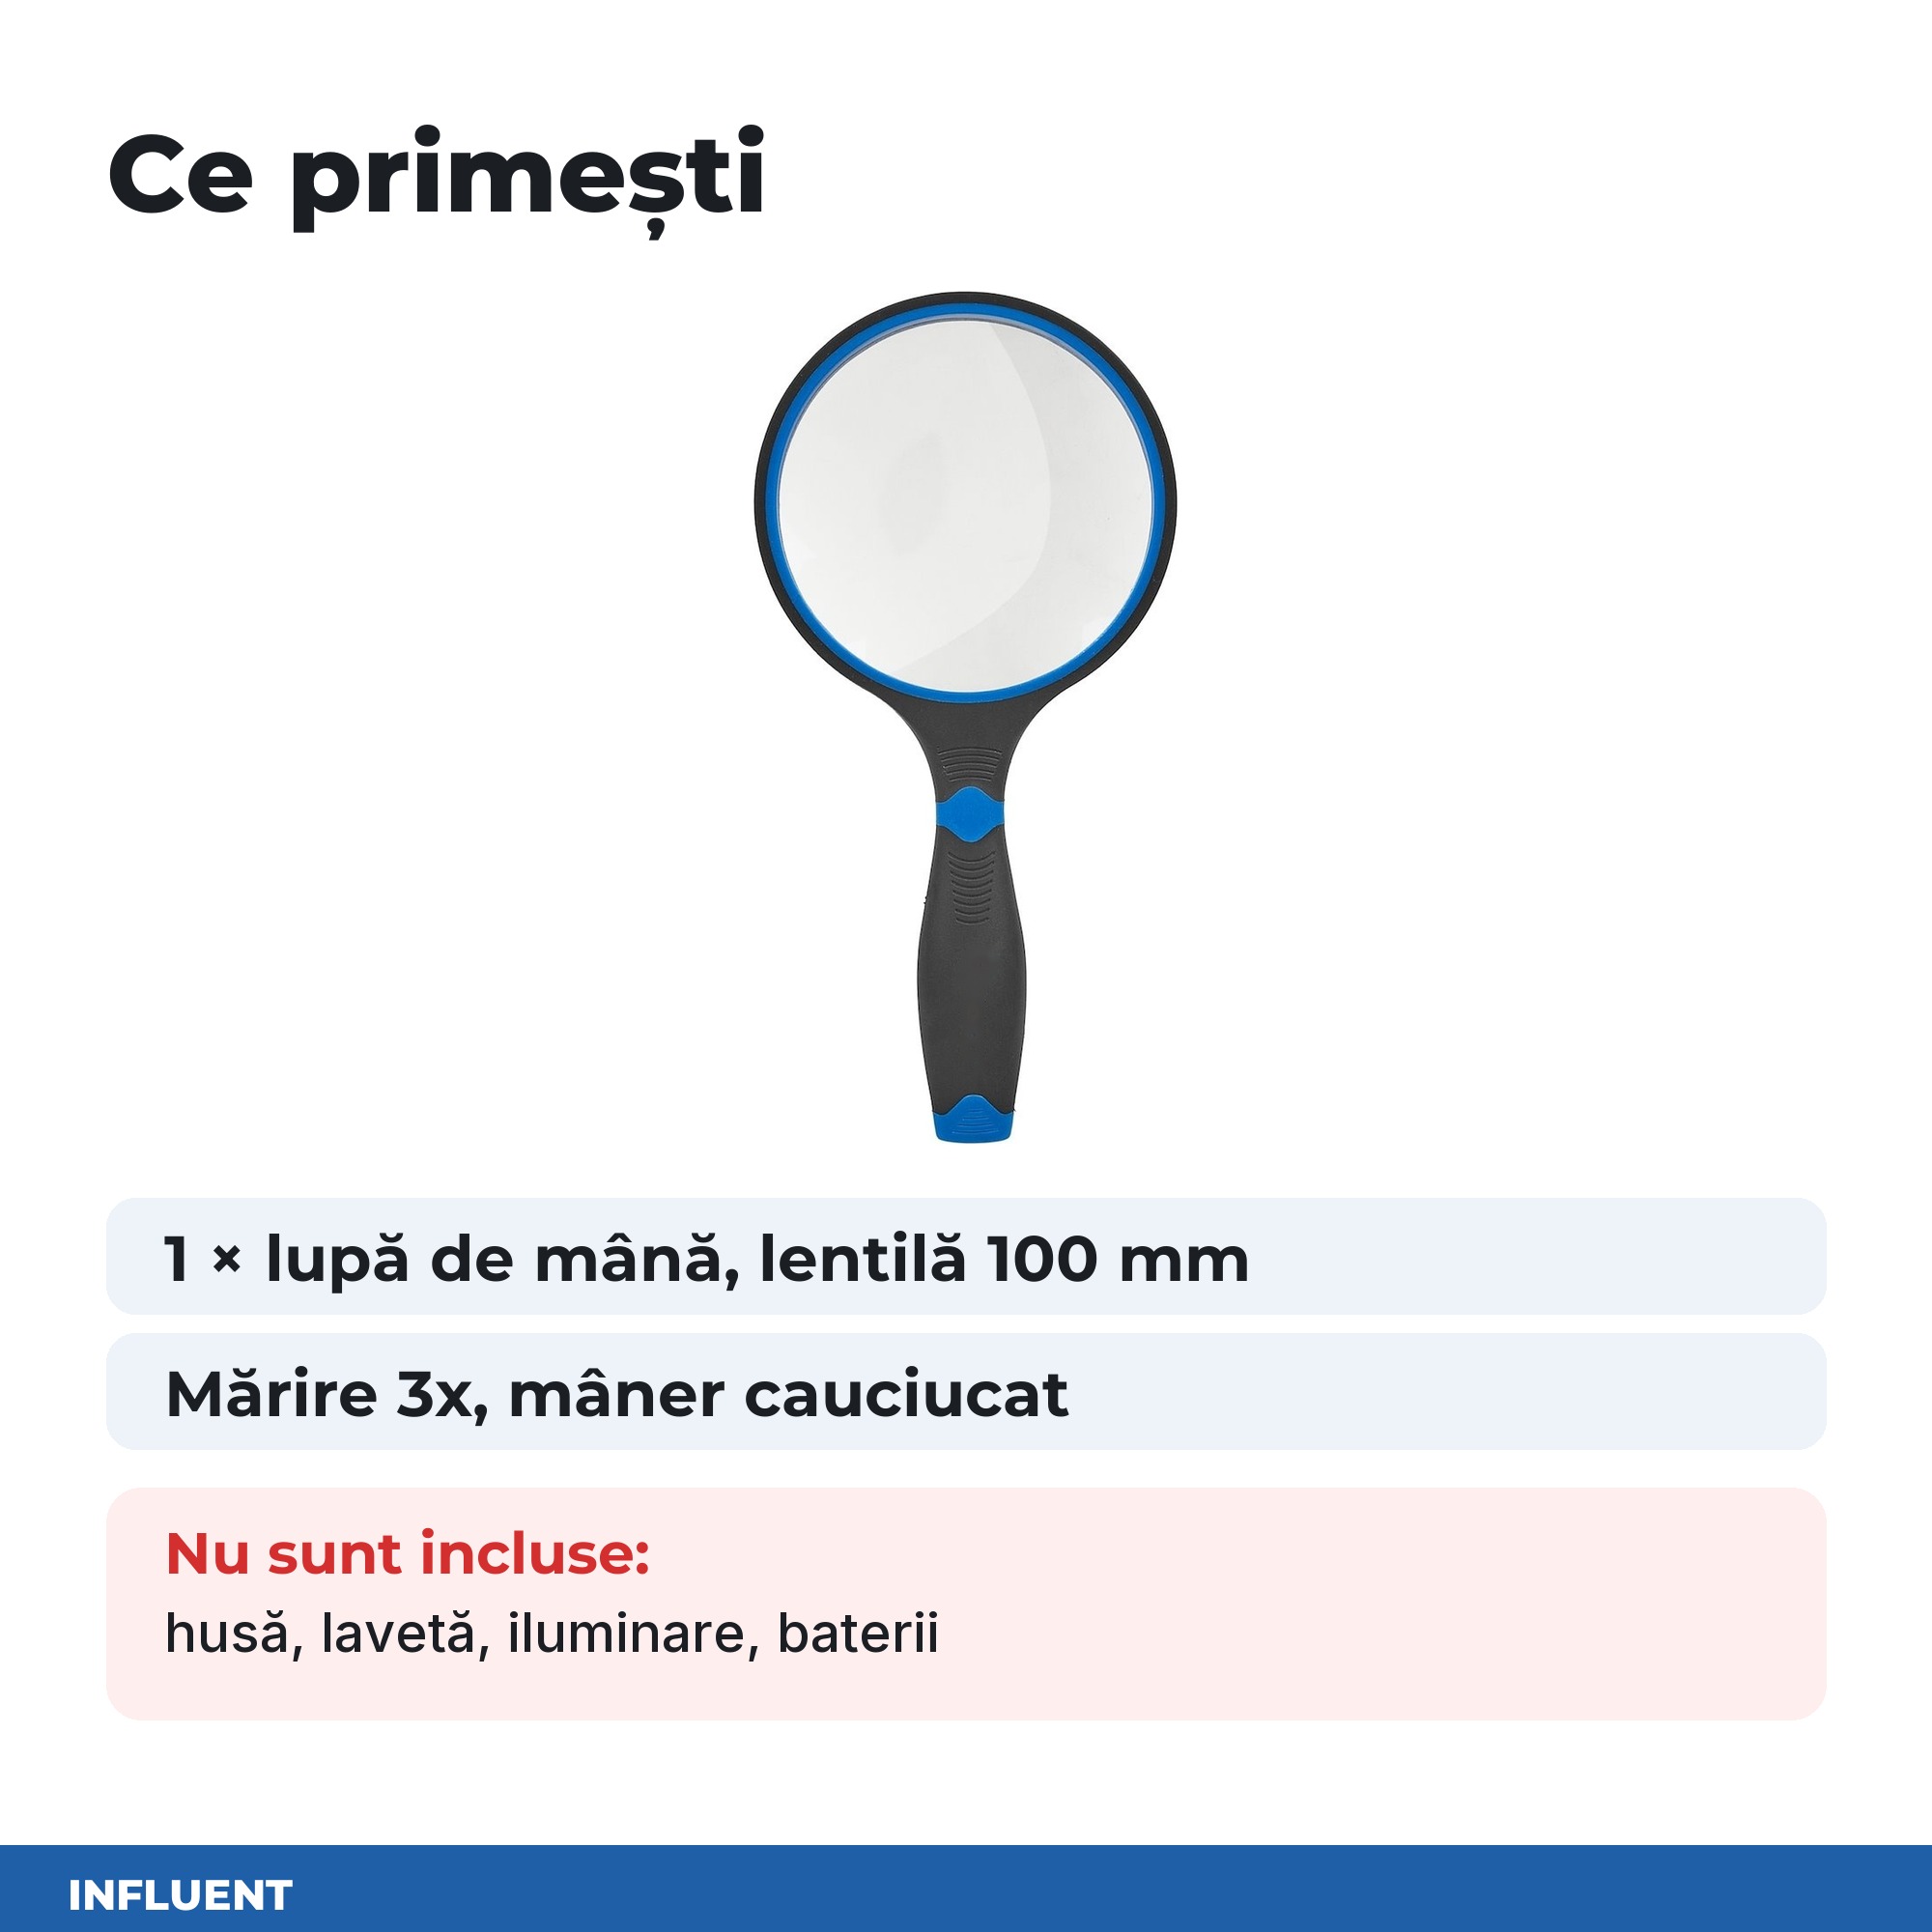 Ce primești
1 × lupă de mână, lentilă 100 mm
Mărire 3x, mâner cauciucat
Nu sunt incluse:
husă, lavetă, iluminare, baterii
INFLUENT